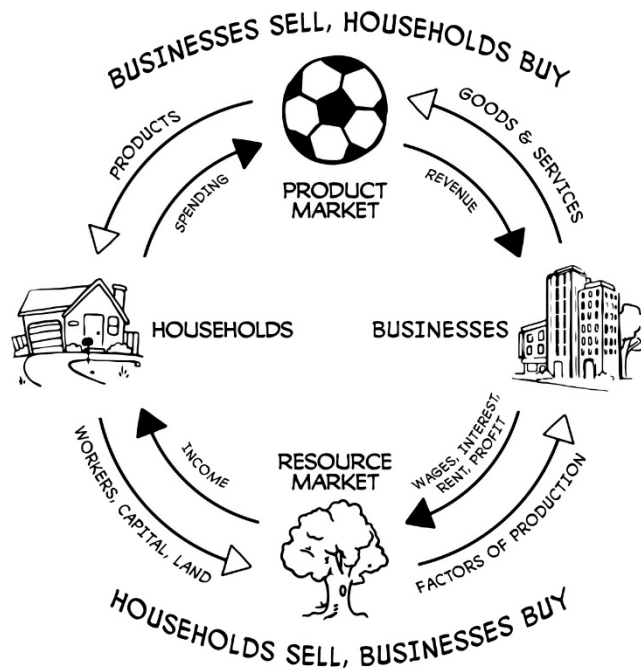 BUSINESSES SELL, HOUSEHOLDS BUY
PRODUCTS
GOODS & SERVICES
SPENDING
REVENUE
PRODUCT
MARKET
HOUSEHOLDS
BUSINESSES
WORKERS, CAPITAL, LAND
INCOME
RESOURCE
MARKET
WAGES, INTEREST,
RENT, PROFIT
FACTORS OF PRODUCTION
HOUSEHOLDS SELL, BUSINESSES BUY